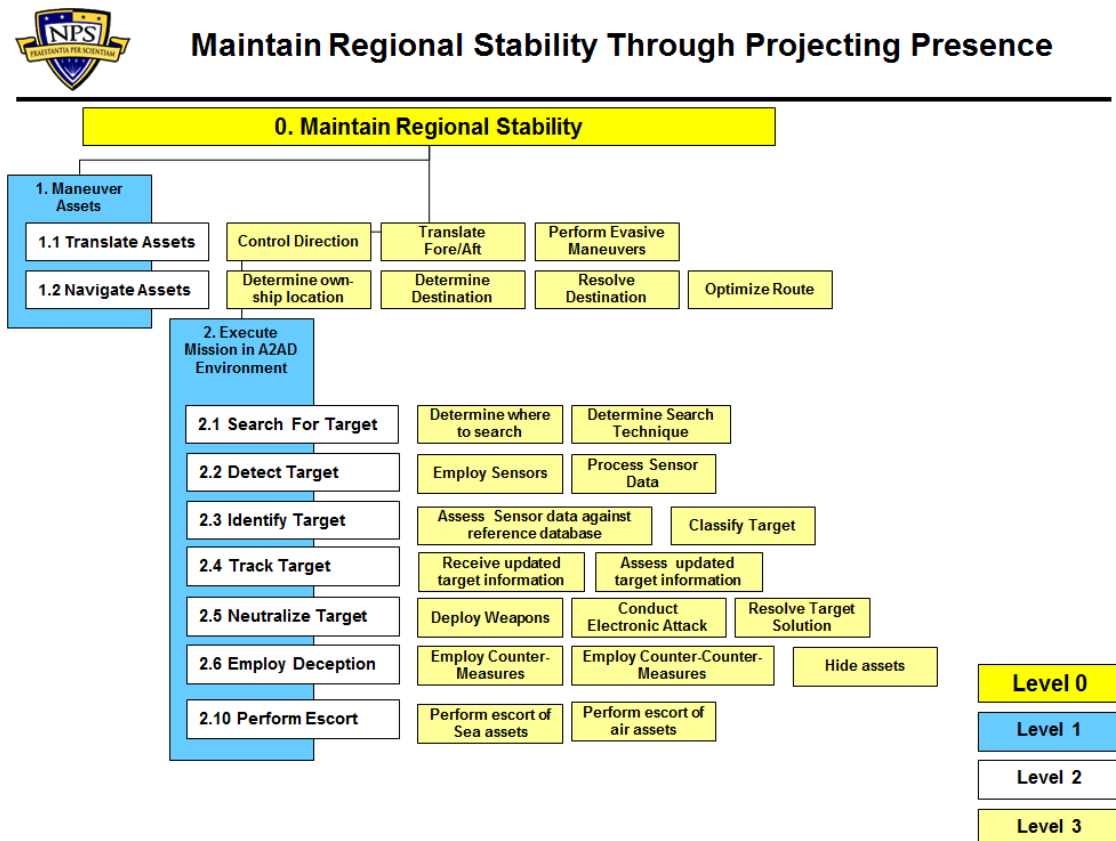 NPS
PRAESTANTIA PER SCIENTIAM
Maintain Regional Stability Through Projecting Presence
0. Maintain Regional Stability
1. Maneuver
Assets
1.1 Translate Assets
Control Direction
Translate
Fore/Aft
Perform Evasive
Maneuvers
1.2 Navigate Assets
Determine own-
ship location
Determine
Destination
Resolve
Destination
Optimize Route
2. Execute
Mission in A2AD
Environment
2.1 Search For Target
Determine where
to search
Determine Search
Technique
2.2 Detect Target
Employ Sensors
Process Sensor
Data
2.3 Identify Target
Assess Sensor data against
reference database
Classify Target
2.4 Track Target
Receive updated
target information
Assess updated
target information
2.5 Neutralize Target
Deploy Weapons
Conduct
Electronic Attack
Resolve Target
Solution
2.6 Employ Deception
Employ Counter-
Measures
Employ Counter-Counter-
Measures
Hide assets
2.10 Perform Escort
Perform escort of
Sea assets
Perform escort of
air assets
Level 0
Level 1
Level 2
Level 3